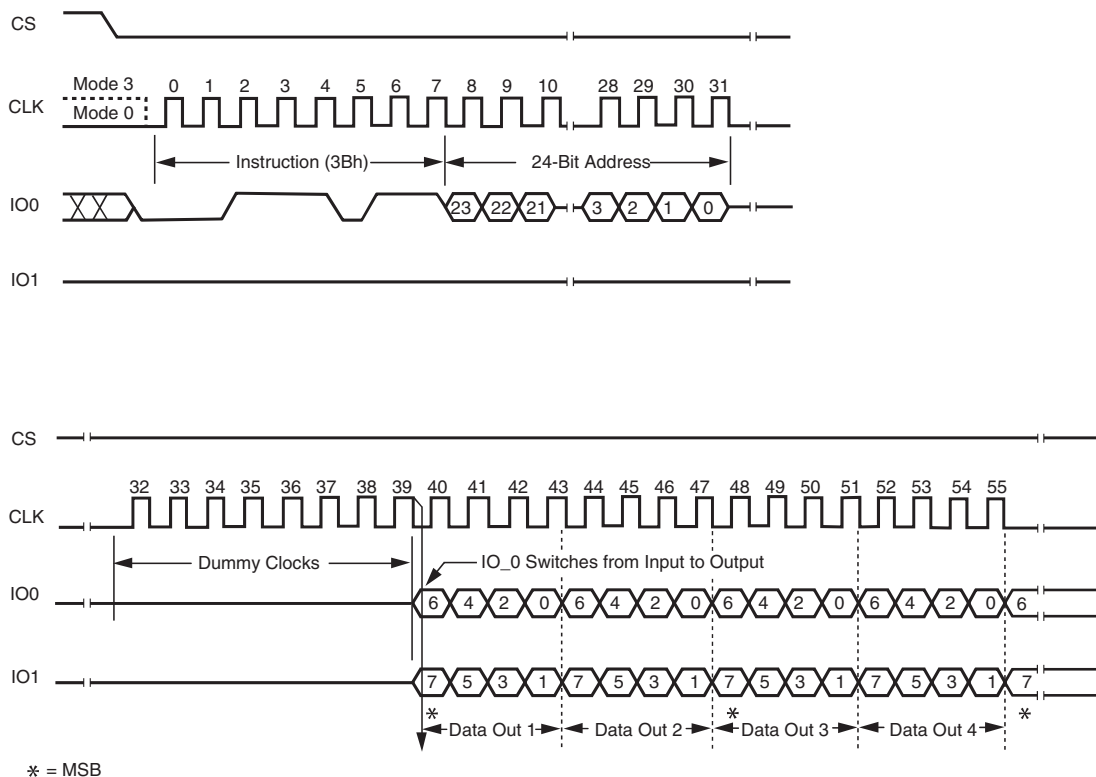 CS
Mode 3 0 1 2 3 4 5 6 7 8 9 10 28 29 30 31
CLK
Mode 0
Instruction (3Bh) 24-Bit Address
IO0 23 22 21 3 2 1 0
IO1
CS
32 33 34 35 36 37 38 39 40 41 42 43 44 45 46 47 48 49 50 51 52 53 54 55
CLK
Dummy Clocks IO_0 Switches from Input to Output
IO0 6 4 2 0 6 4 2 0 6 4 2 0 6 4 2 0 6
IO1 7 5 3 1 7 5 3 1 7 5 3 1 7 5 3 1 7
* * *
Data Out 1 Data Out 2 Data Out 3 Data Out 4
* = MSB